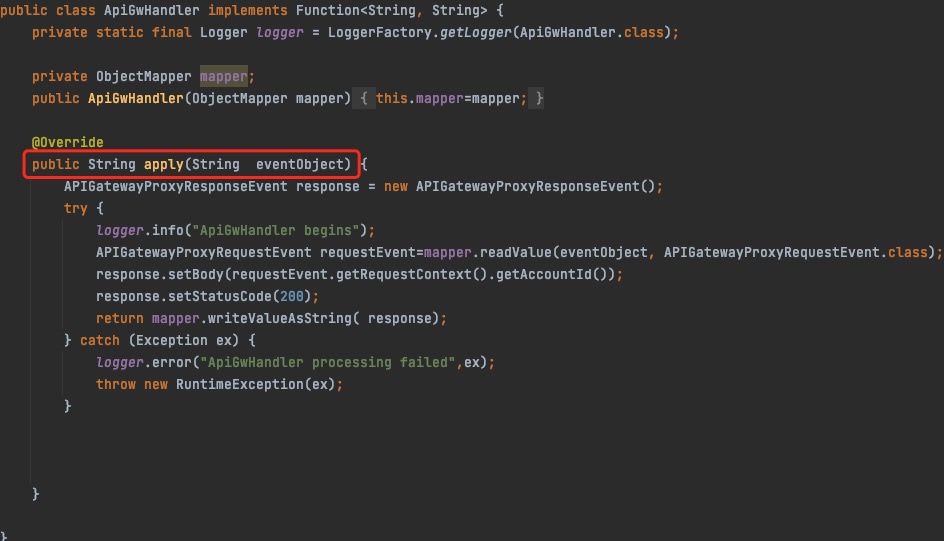 public class ApiGwHandler implements Function<String, String> {
    private static final Logger logger = LoggerFactory.getLogger(ApiGwHandler.class);
    private ObjectMapper mapper;
    public ApiGwHandler(ObjectMapper mapper) { this.mapper=mapper; }
    @Override
    public String apply(String  eventObject) {
        APIGatewayProxyResponseEvent response = new APIGatewayProxyResponseEvent();
        try {
            logger.info("ApiGwHandler begins");
            APIGatewayProxyRequestEvent requestEvent=mapper.readValue(eventObject, APIGatewayProxyRequestEvent.class);
            response.setBody(requestEvent.getRequestContext().getAccountId());
            response.setStatusCode(200);
            return mapper.writeValueAsString( response);
        } catch (Exception ex) {
            logger.error("ApiGwHandler processing failed",ex);
            throw new RuntimeException(ex);
        }
    }
}